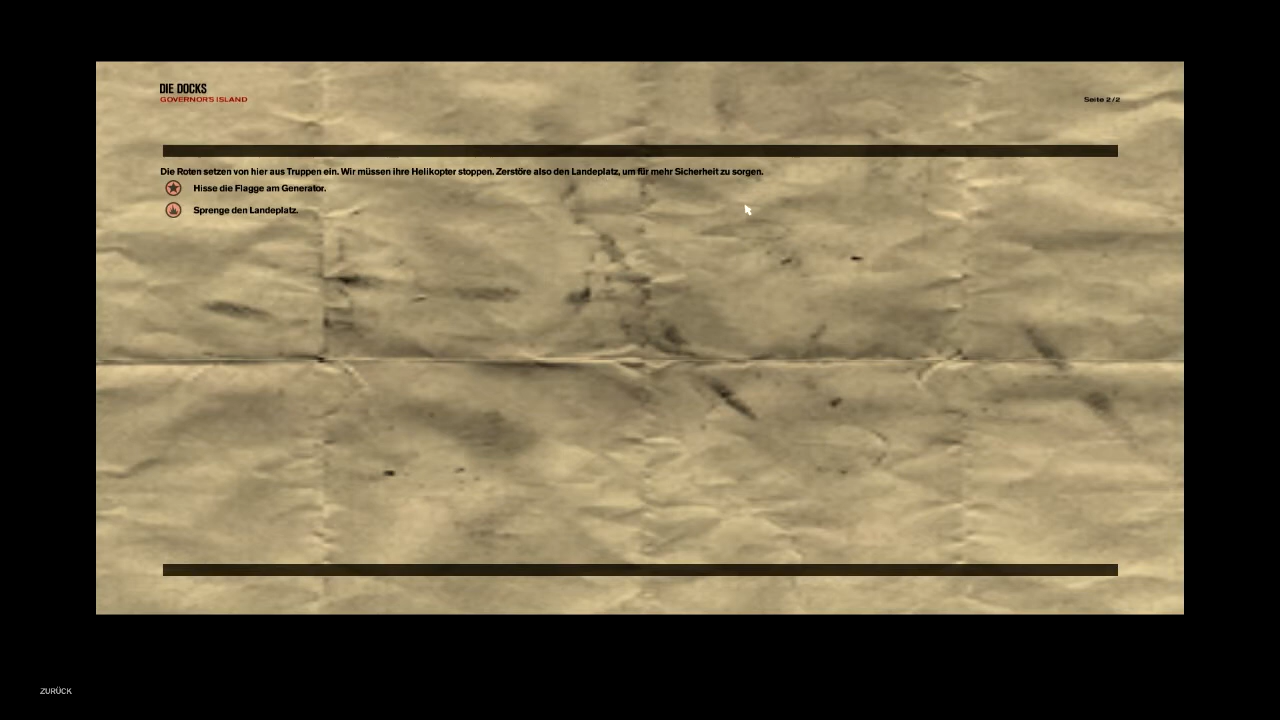 DIE DOCKS
GOVERNOR'S ISLAND
Seite 2/2
Die Roten setzen von hier aus Truppen ein. Wir müssen ihre Helikopter stoppen. Zerstöre also den Landeplatz, um für mehr Sicherheit zu sorgen.
Hisse die Flagge am Generator.
Sprenge den Landeplatz.
ZURÜCK